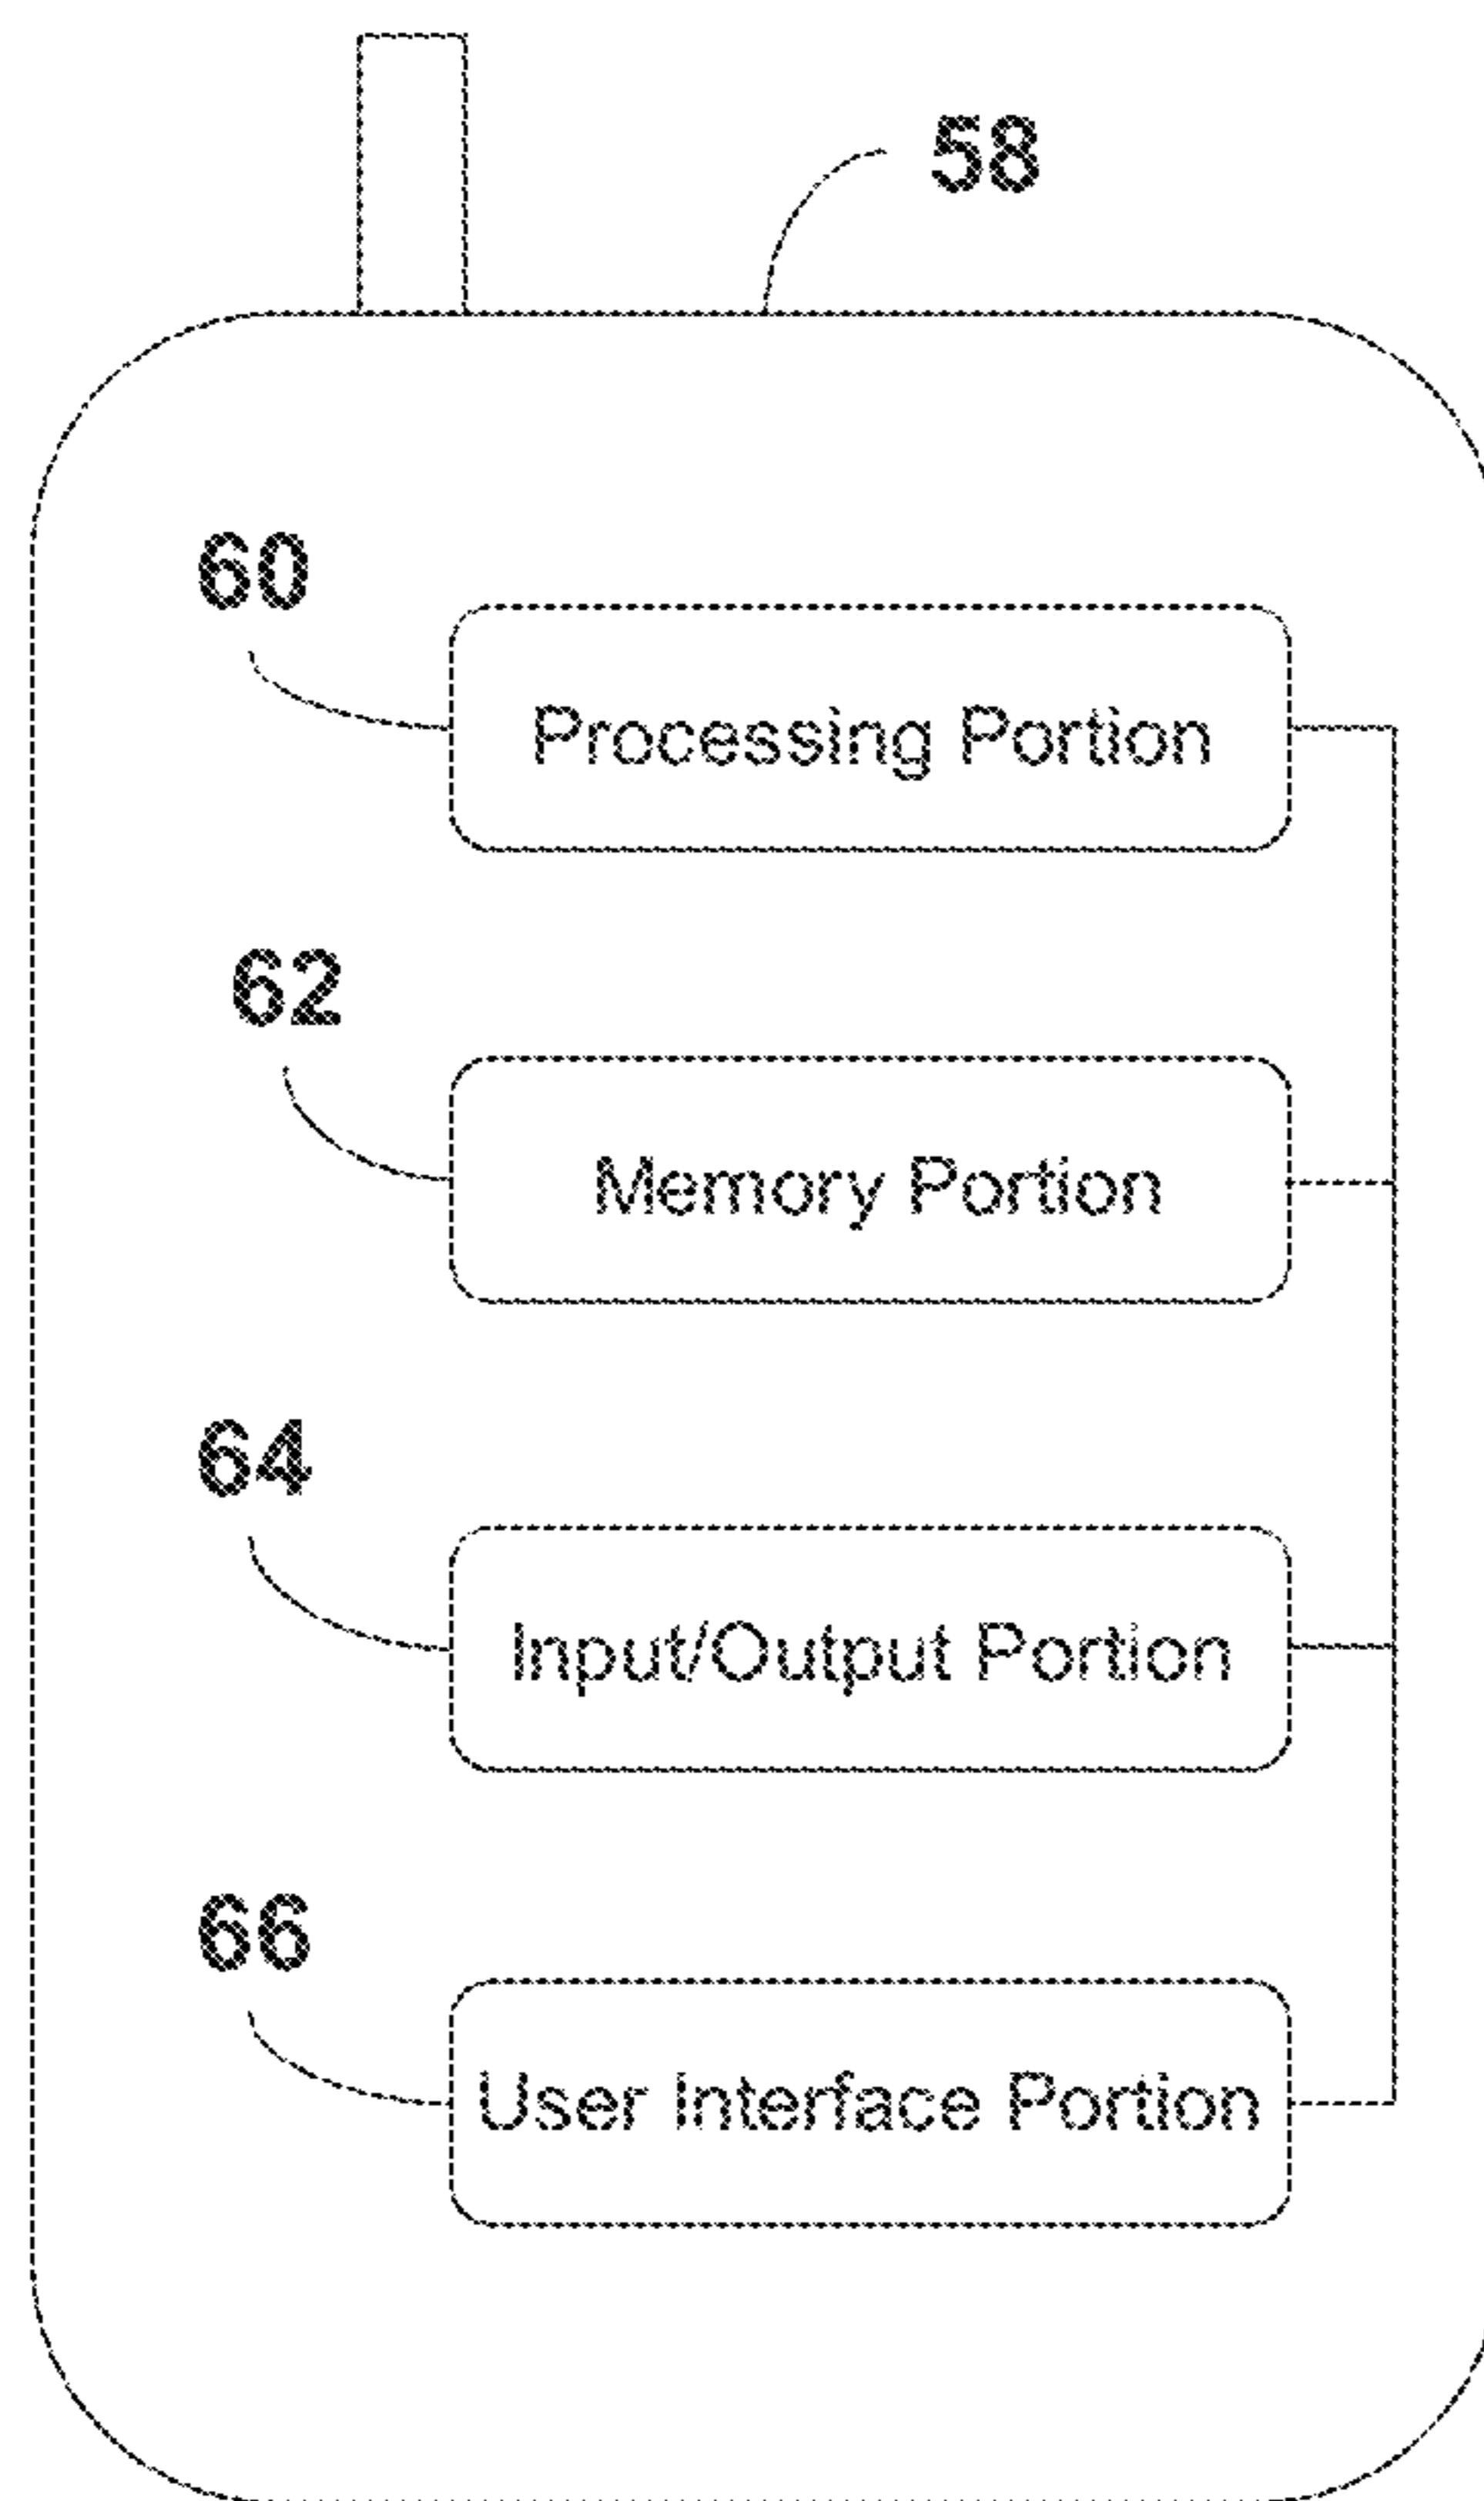 58
60
Processing Portion
62
Memory Portion
64
Input/Output Portion
66
User Interface Portion